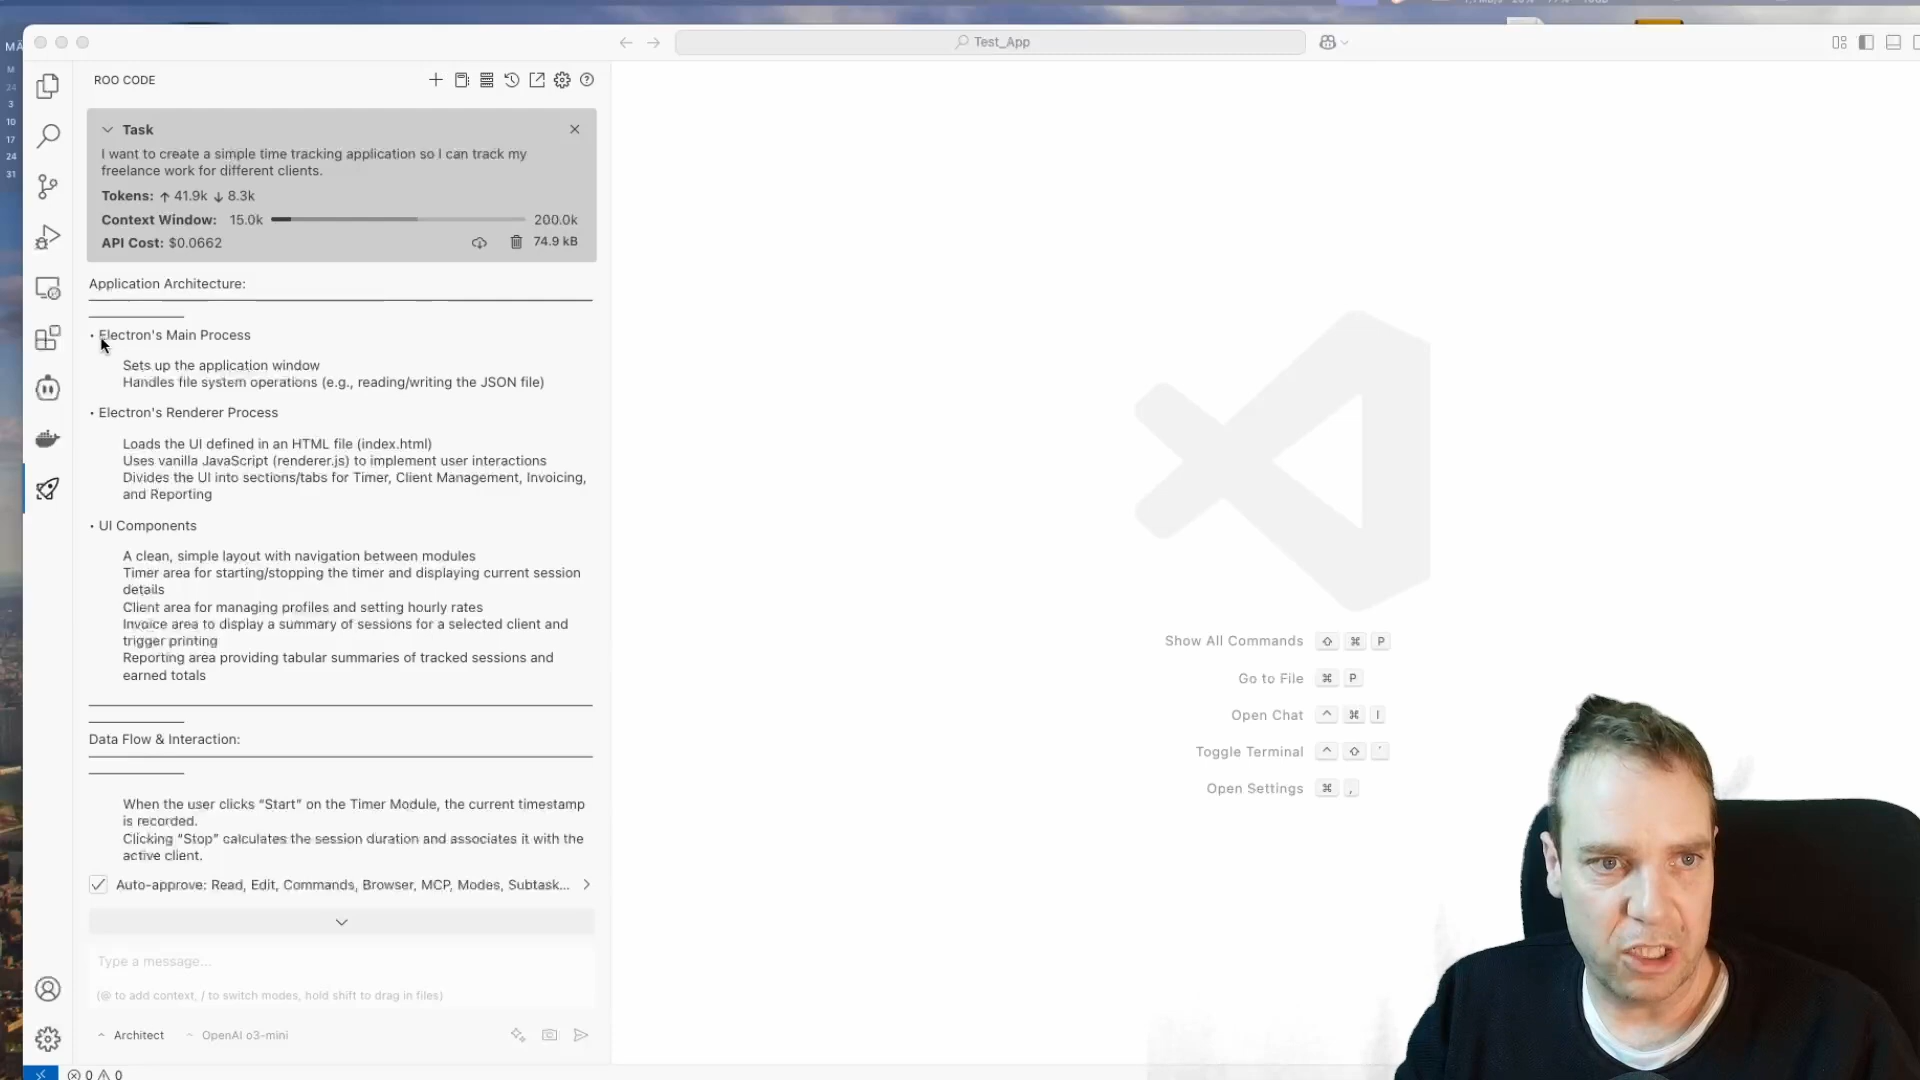 MÄ
M
24
3
10
17
24
31
Test_App
ROO CODE
Task
I want to create a simple time tracking application so I can track my
freelance work for different clients.
Tokens: ↑ 41.9k ↓ 8.3k
Context Window: 15.0k 200.0k
API Cost: $0.0662 74.9 kB
Application Architecture:
• Electron's Main Process
Sets up the application window
Handles file system operations (e.g., reading/writing the JSON file)
• Electron's Renderer Process
Loads the UI defined in an HTML file (index.html)
Uses vanilla JavaScript (renderer.js) to implement user interactions
Divides the UI into sections/tabs for Timer, Client Management, Invoicing,
and Reporting
• UI Components
A clean, simple layout with navigation between modules
Timer area for starting/stopping the timer and displaying current session
details
Client area for managing profiles and setting hourly rates
Invoice area to display a summary of sessions for a selected client and
trigger printing
Reporting area providing tabular summaries of tracked sessions and
earned totals
Data Flow & Interaction:
When the user clicks “Start” on the Timer Module, the current timestamp
is recorded.
Clicking “Stop” calculates the session duration and associates it with the
active client.
Auto-approve: Read, Edit, Commands, Browser, MCP, Modes, Subtask...
Type a message...
(@ to add context, / to switch modes, hold shift to drag in files)
Architect OpenAI o3-mini
0 0
Show All Commands ⇧ ⌘ P
Go to File ⌘ P
Open Chat ^ ⌘ I
Toggle Terminal ^ ⇧ `
Open Settings ⌘ ,